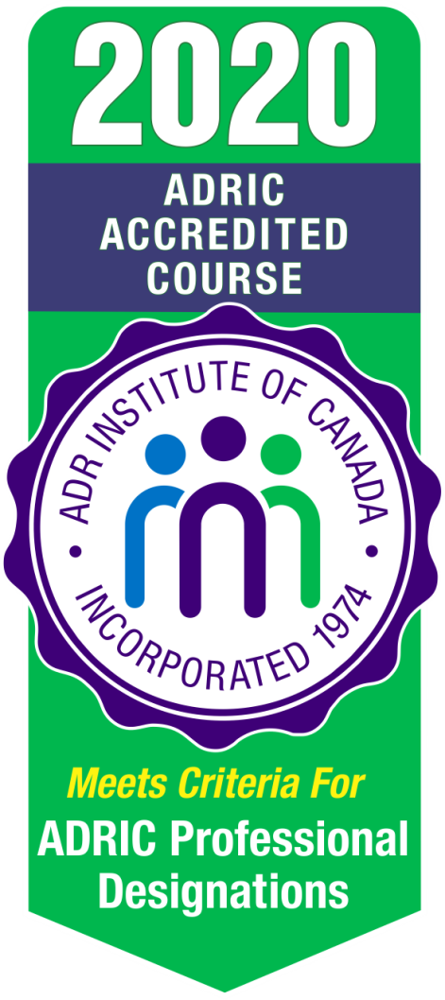 2020
ADRIC
ACCREDITED
COURSE
ADR INSTITUTE OF CANADA
INCORPORATED 1974
Meets Criteria For
ADRIC Professional
Designations